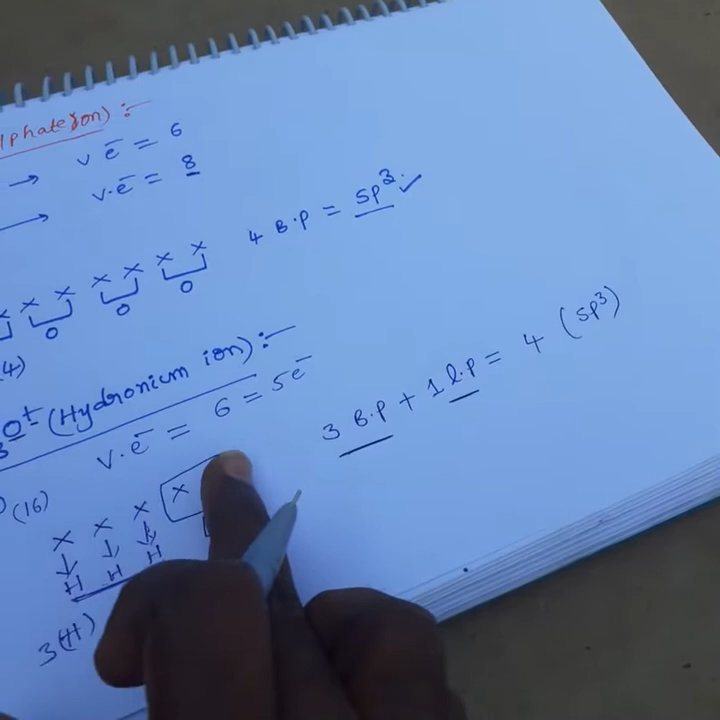 lphate Ion) :-
→ v e̅ = 6
→ v.e̅ = 8
x x x x x x
O O O
4 B.P = SP³. ✓
(4)
3O⁺ (Hydronium ion) :-
v.e̅ = 6 = 5e̅
3 B.P + 1 l.P = 4 (SP³)
(16)
x x x x
H H H
3(H)